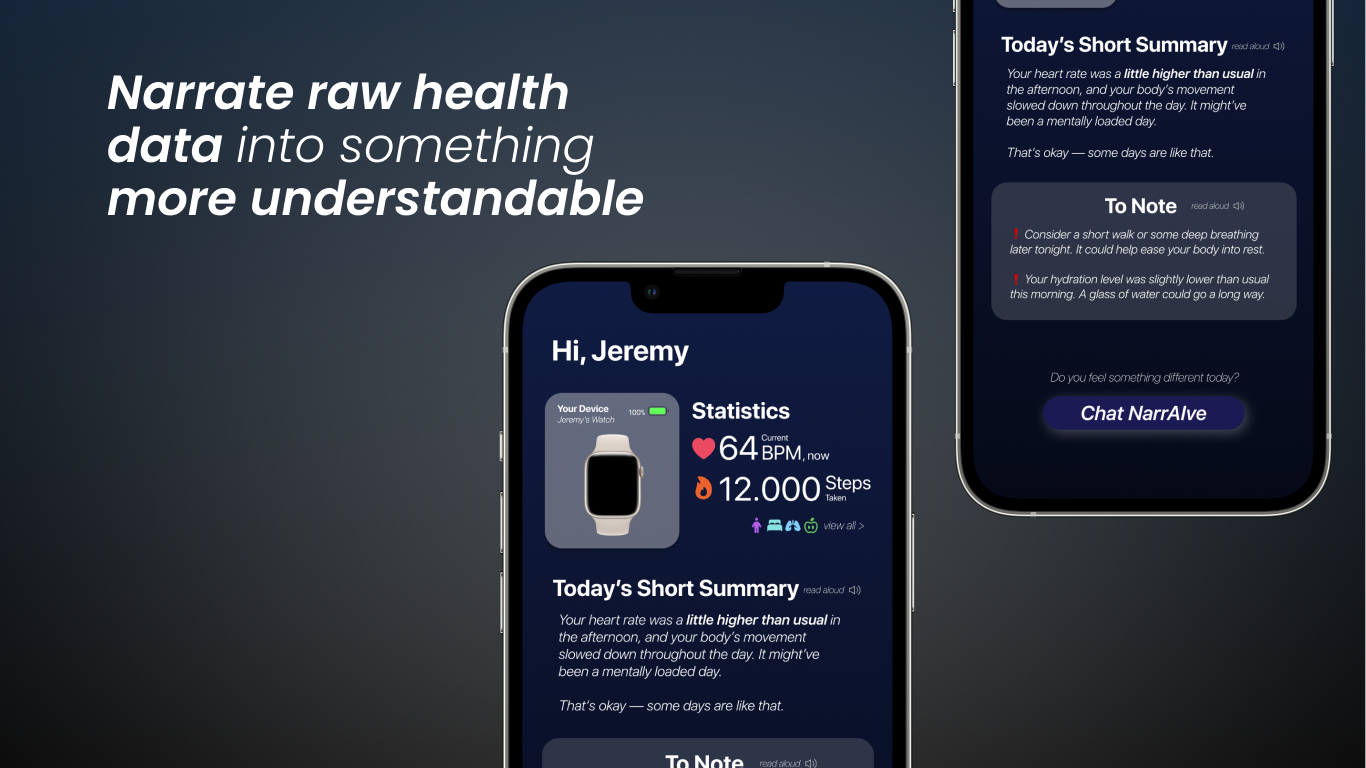 Narrate raw health
data into something
more understandable
Hi, Jeremy
Your Device
Jeremy's Watch
100%
Statistics
64 Current BPM, now
12.000 Steps Taken
view all >
Today's Short Summary read aloud
Your heart rate was a little higher than usual in
the afternoon, and your body's movement
slowed down throughout the day. It might've
been a mentally loaded day.
That's okay — some days are like that.
To Note read aloud
Today's Short Summary read aloud
Your heart rate was a little higher than usual in
the afternoon, and your body's movement
slowed down throughout the day. It might've
been a mentally loaded day.
That's okay — some days are like that.
To Note read aloud
! Consider a short walk or some deep breathing
later tonight. It could help ease your body into rest.
! Your hydration level was slightly lower than usual
this morning. A glass of water could go a long way.
Do you feel something different today?
Chat NarrAIve